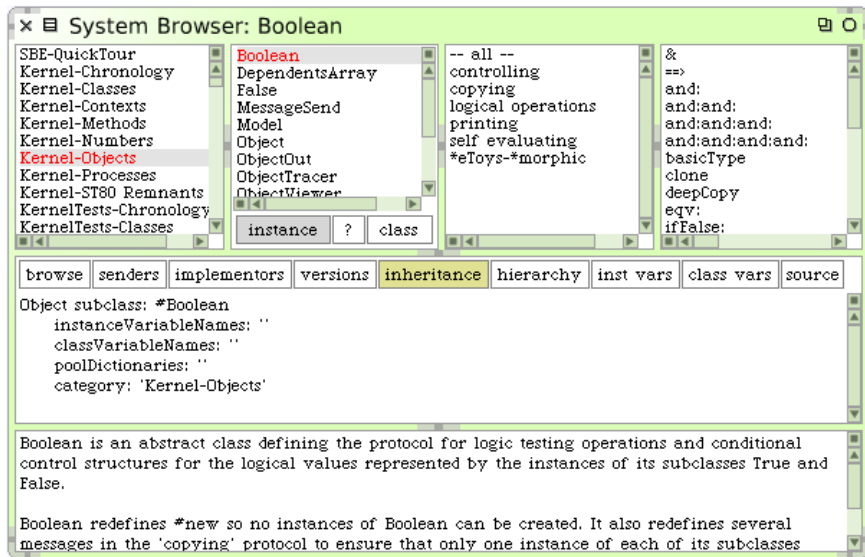 System Browser: Boolean
SBE-QuickTour
Kernel-Chronology
Kernel-Classes
Kernel-Contexts
Kernel-Methods
Kernel-Numbers
Kernel-Objects
Kernel-Processes
Kernel-ST80 Remnants
KernelTests-Chronology
KernelTests-Classes
Boolean
DependentsArray
False
MessageSend
Model
Object
ObjectOut
ObjectTracer
ObjectViewer
instance ? class
-- all --
controlling
copying
logical operations
printing
self evaluating
*eToys-*morphic
&
==>
and:
and:and:
and:and:and:
and:and:and:and:
basicType
clone
deepCopy
eqv:
ifFalse:
browse senders implementors versions inheritance hierarchy inst vars class vars source
Object subclass: #Boolean
instanceVariableNames: ''
classVariableNames: ''
poolDictionaries: ''
category: 'Kernel-Objects'
Boolean is an abstract class defining the protocol for logic testing operations and conditional
control structures for the logical values represented by the instances of its subclasses True and
False.
Boolean redefines #new so no instances of Boolean can be created. It also redefines several
messages in the 'copying' protocol to ensure that only one instance of each of its subclasses